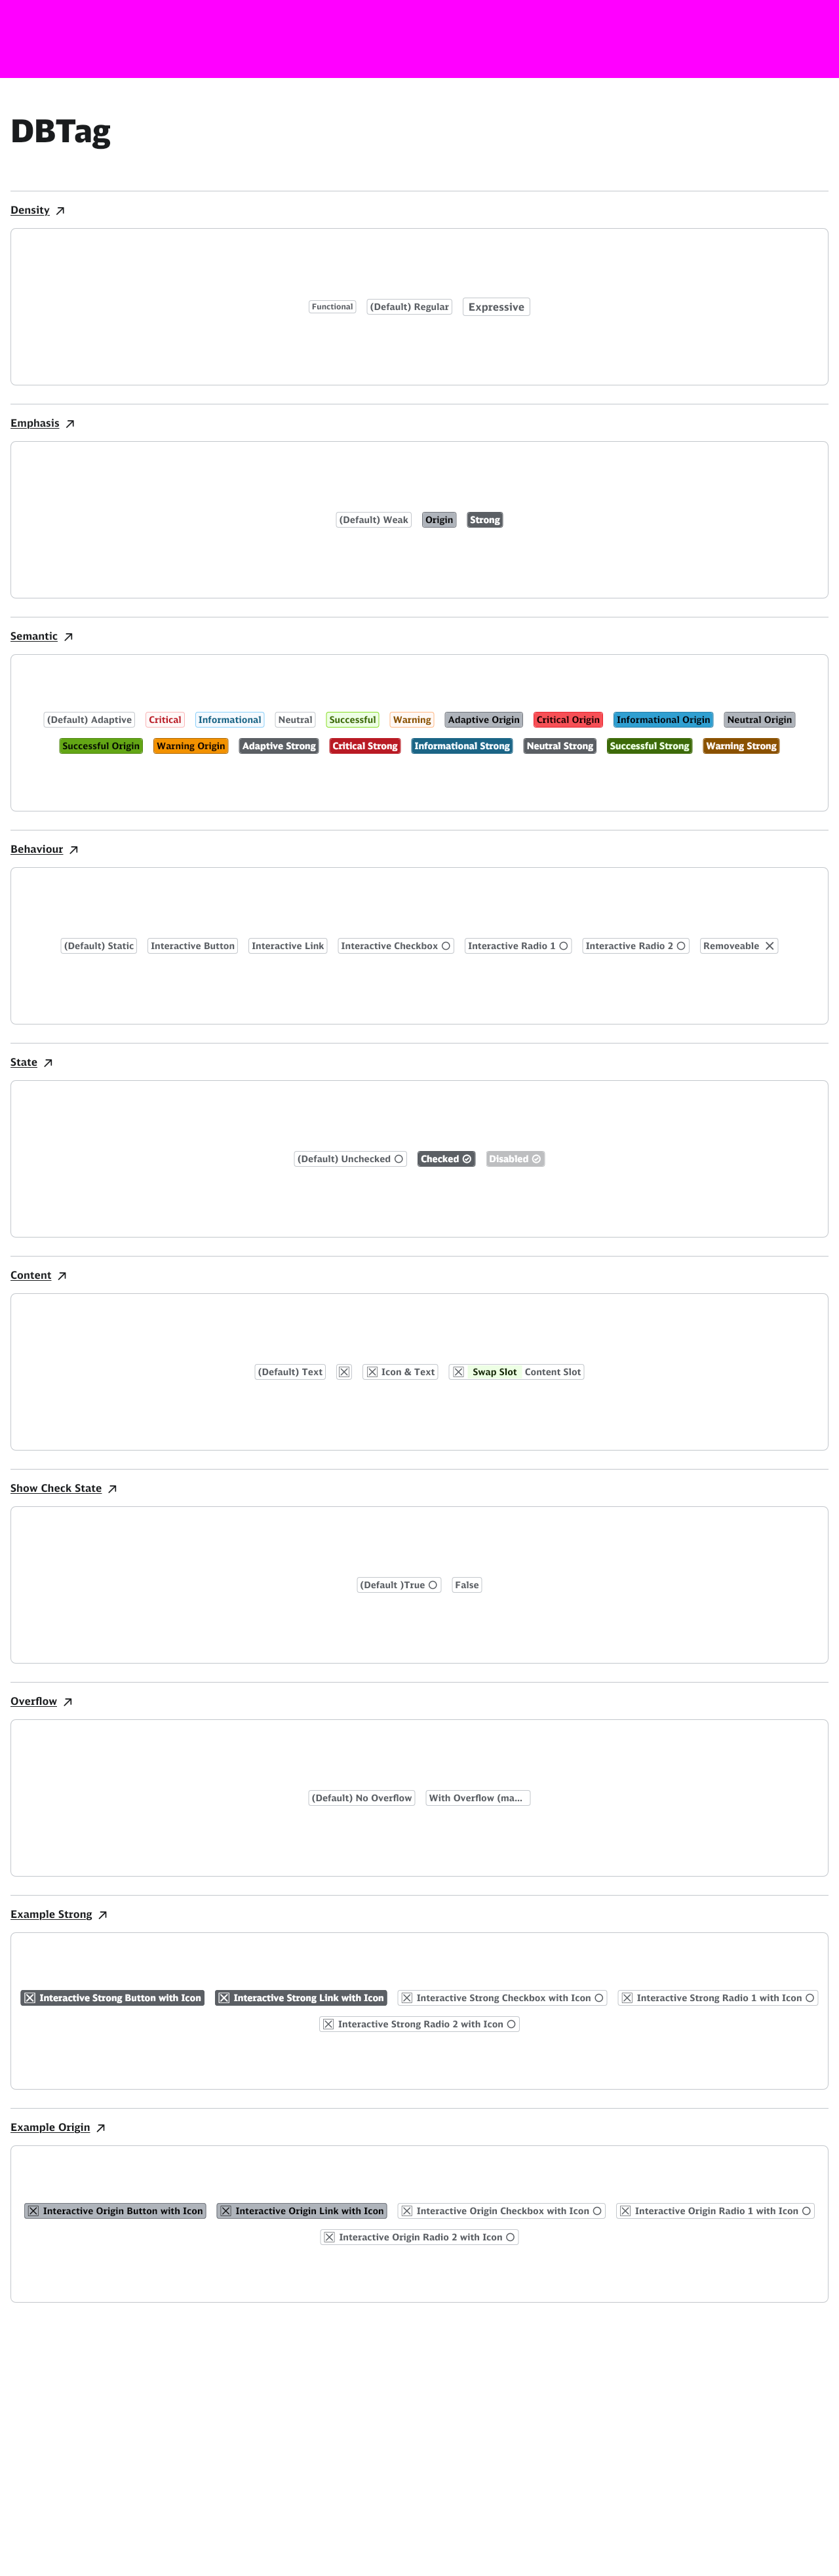 DBTag
Density
Functional (Default) Regular Expressive
Emphasis
(Default) Weak Origin Strong
Semantic
(Default) Adaptive Critical Informational Neutral Successful Warning Adaptive Origin Critical Origin Informational Origin Neutral Origin
Successful Origin Warning Origin Adaptive Strong Critical Strong Informational Strong Neutral Strong Successful Strong Warning Strong
Behaviour
(Default) Static Interactive Button Interactive Link Interactive Checkbox Interactive Radio 1 Interactive Radio 2 Removeable
State
(Default) Unchecked Checked Disabled
Content
(Default) Text Icon & Text Swap Slot Content Slot
Show Check State
(Default )True False
Overflow
(Default) No Overflow With Overflow (ma...
Example Strong
Interactive Strong Button with Icon Interactive Strong Link with Icon Interactive Strong Checkbox with Icon Interactive Strong Radio 1 with Icon
Interactive Strong Radio 2 with Icon
Example Origin
Interactive Origin Button with Icon Interactive Origin Link with Icon Interactive Origin Checkbox with Icon Interactive Origin Radio 1 with Icon
Interactive Origin Radio 2 with Icon